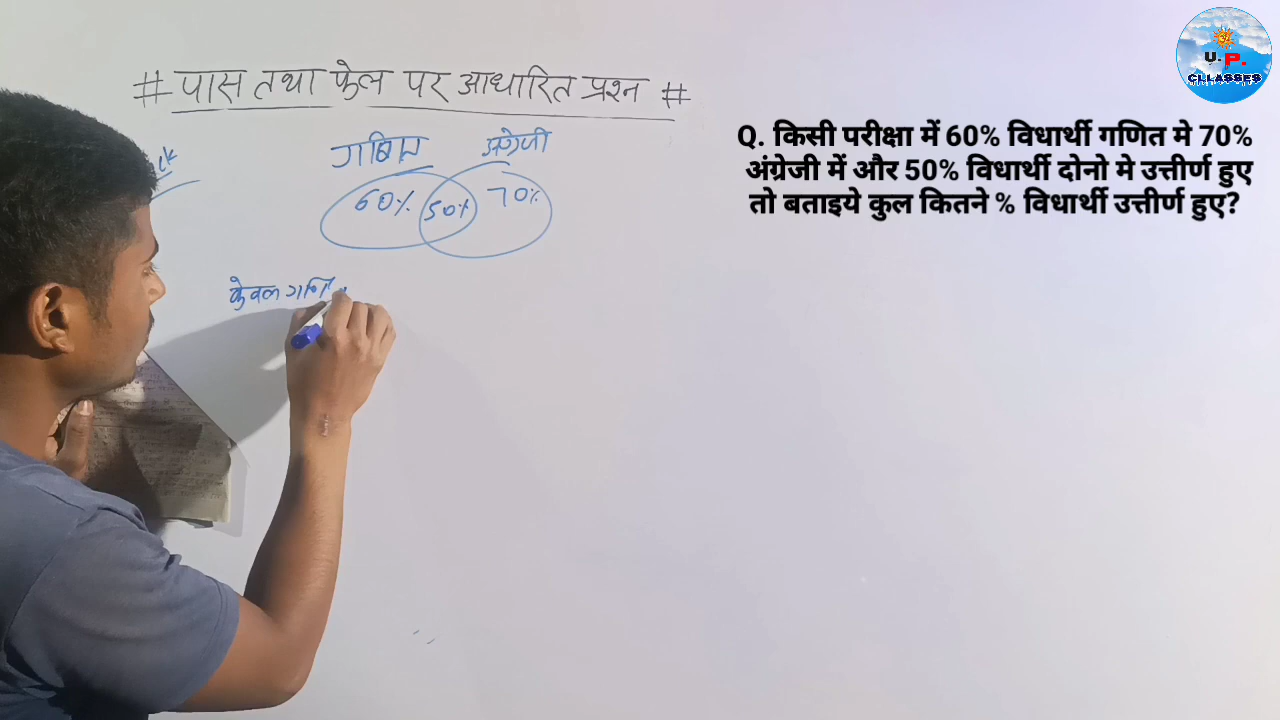 # पास तथा फेल पर आधारित प्रश्न #
U.P.
CLLASSES
Q. किसी परीक्षा में 60% विधार्थी गणित मे 70%
अंग्रेजी में और 50% विधार्थी दोनो मे उत्तीर्ण हुए
तो बताइये कुल कितने % विधार्थी उत्तीर्ण हुए?
गणित अंग्रेजी
60% 50% 70%
केवल गणि